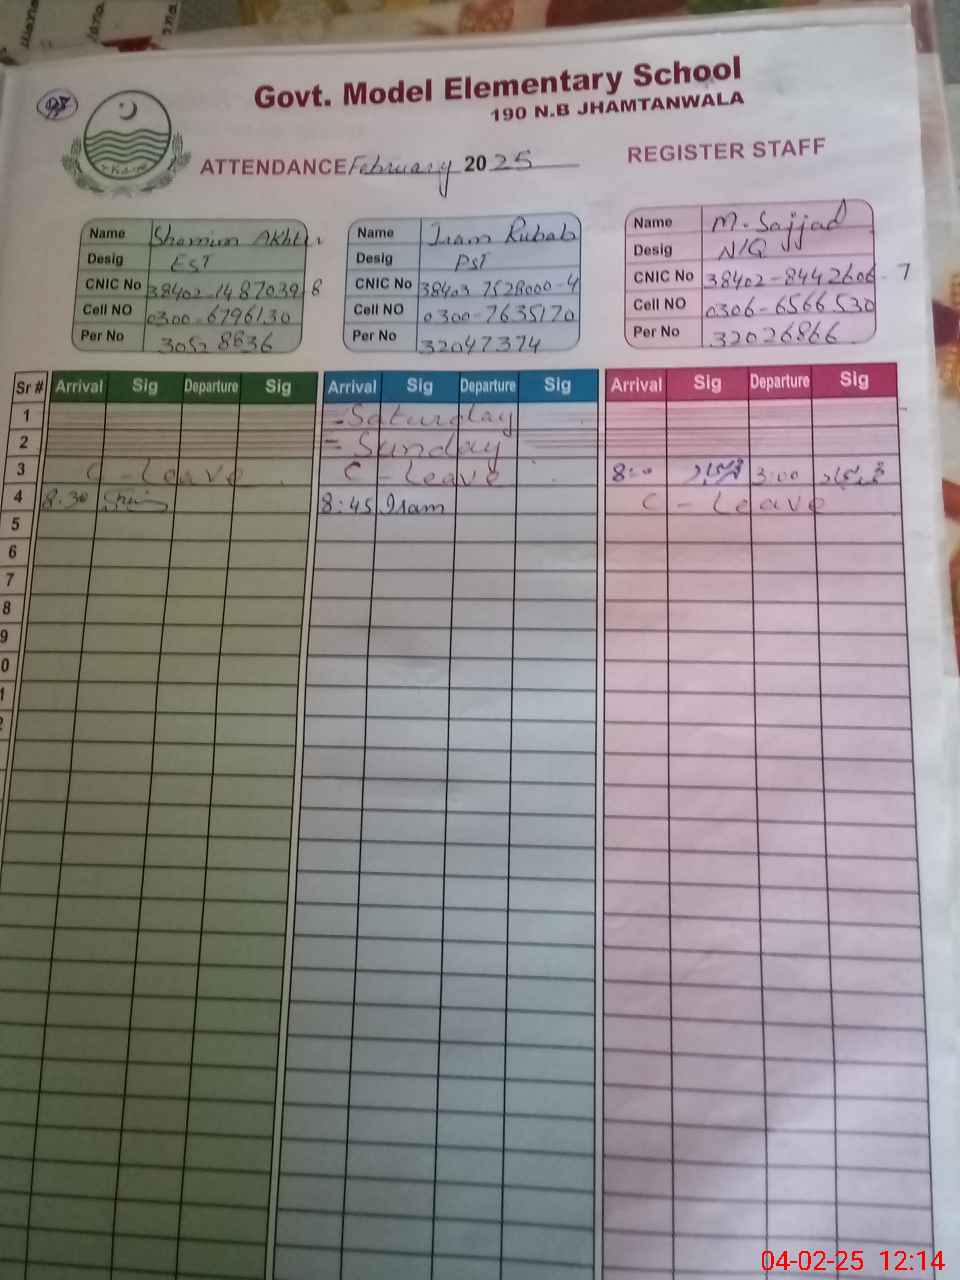 Govt. Model Elementary School
190 N.B JHAMTANWALA
ATTENDANCE February 2025 REGISTER STAFF
Name Shamim Akhtar
Desig EST
CNIC No 38402-1487039-8
Cell NO 0300-6796130
Per No 30528636
Name Iram Rubab
Desig PST
CNIC No 38403 7528000-4
Cell NO 0300-7635170
Per No 32047374
Name M. Sajjad
Desig N/Q
CNIC No 38402-8442606-7
Cell NO 0306-6566530
Per No 32026866
Sr # Arrival Sig Departure Sig Arrival Sig Departure Sig Arrival Sig Departure Sig
1 =Saturday
2 =Sunday
3 C-Leave C-Leave 8:0 3:00
4 8:30 8:45 Iram C-Leave
5
6
7
8
9
0
1
2
04-02-25 12:14